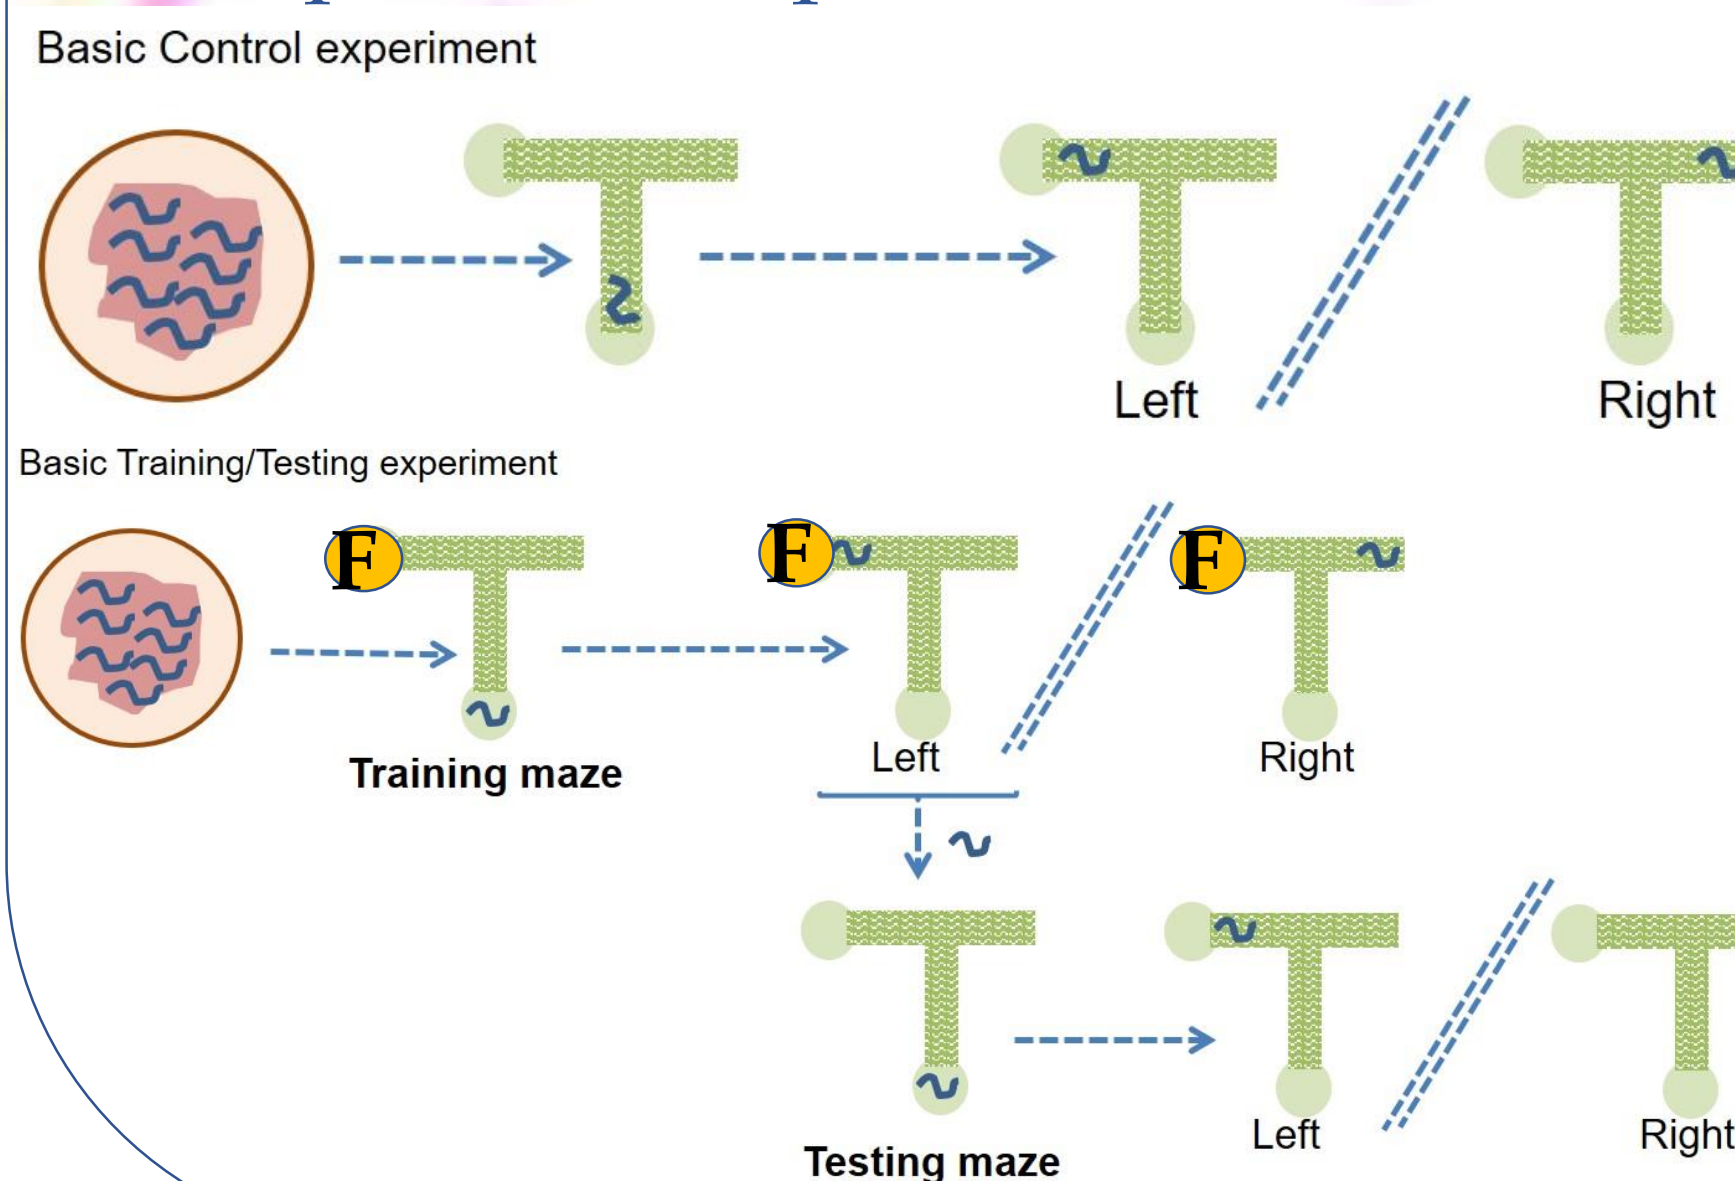 Basic Control experiment
Left
Right
Basic Training/Testing experiment
F
F
F
Training maze
Left
Right
Left
Right
Testing maze